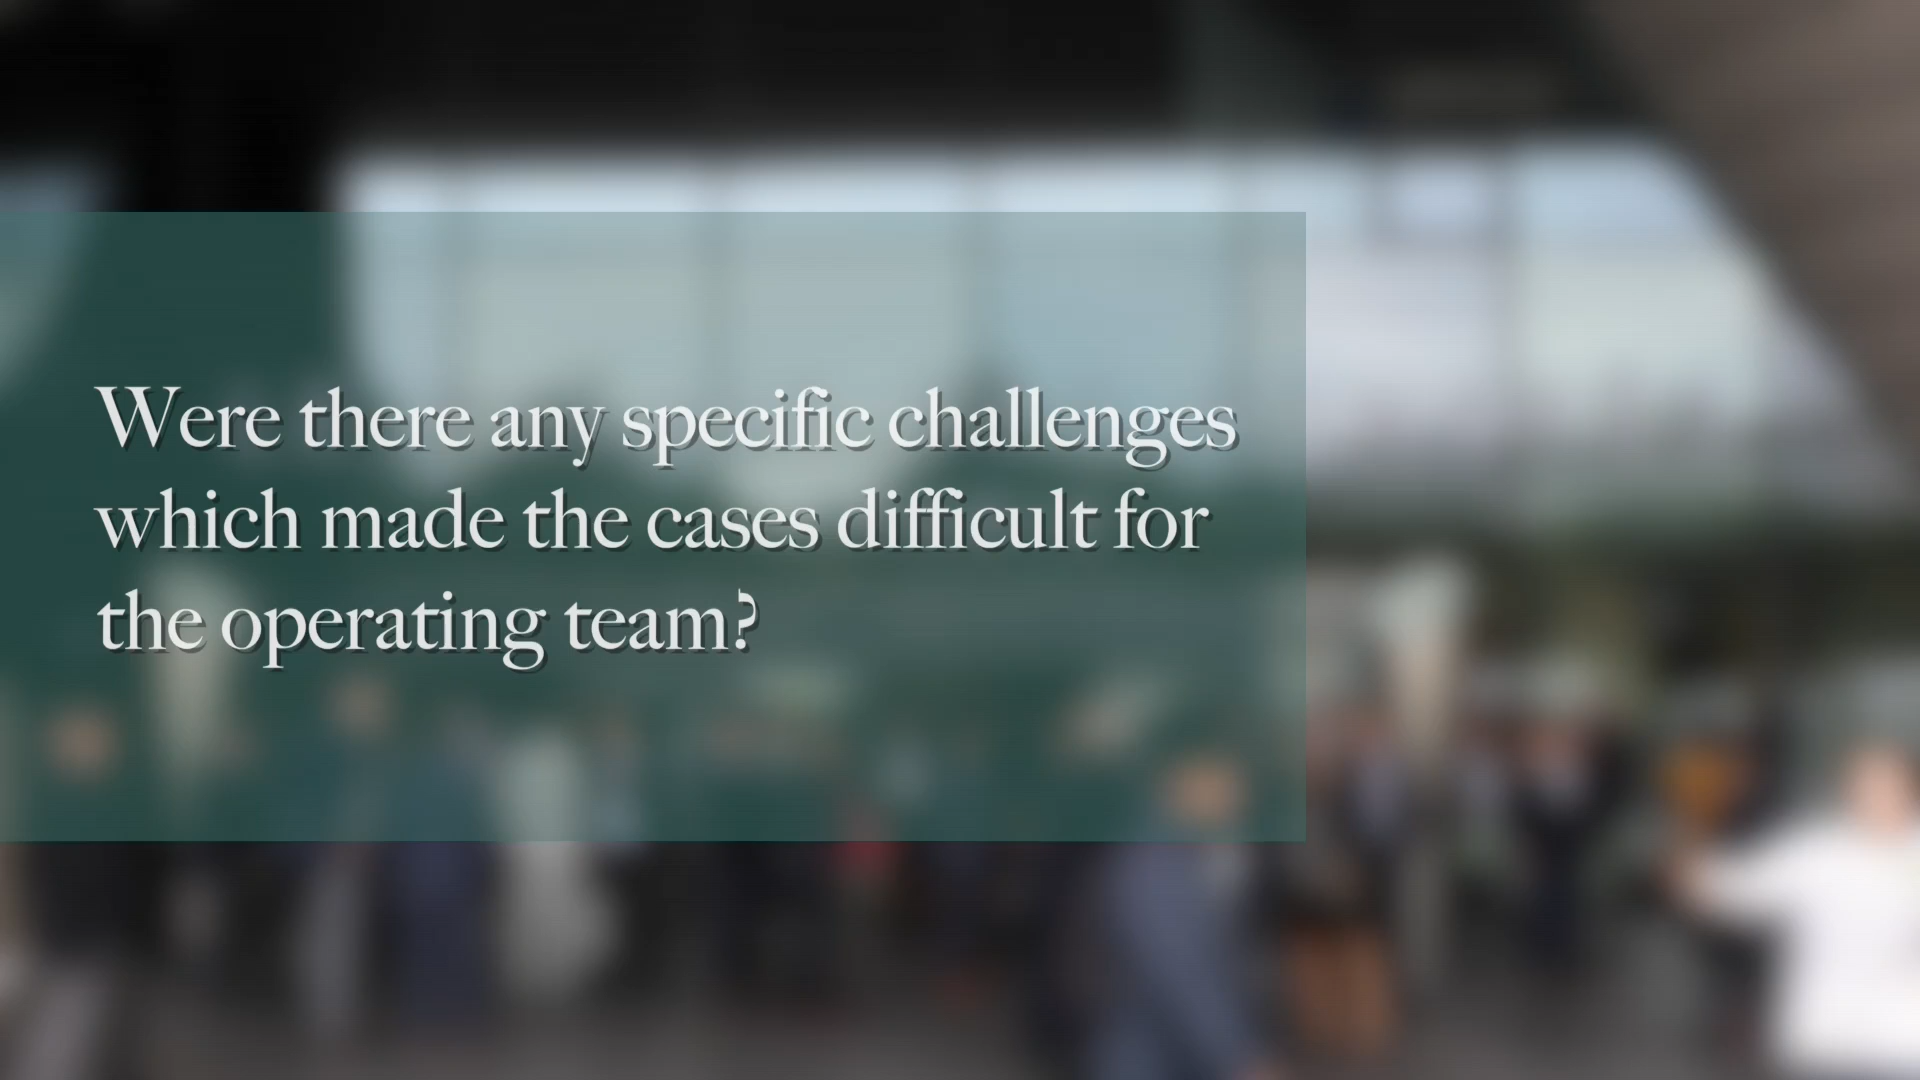 Were there any specific challenges
which made the cases difficult for
the operating team?